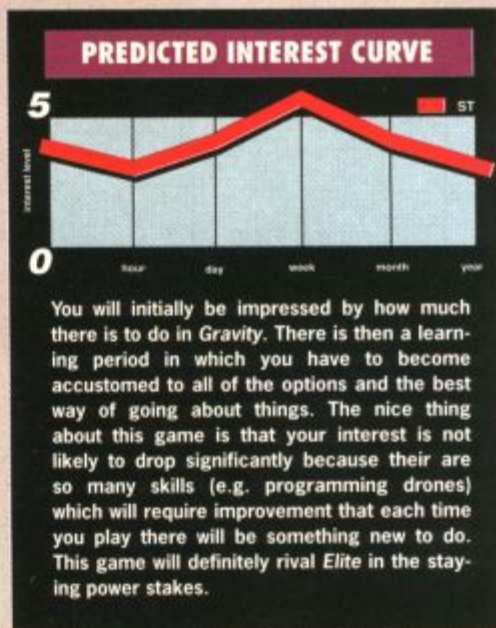 PREDICTED INTEREST CURVE
5
ST
interest level
0
hour day week month year
You will initially be impressed by how much
there is to do in Gravity. There is then a learn-
ing period in which you have to become
accustomed to all of the options and the best
way of going about things. The nice thing
about this game is that your interest is not
likely to drop significantly because their are
so many skills (e.g. programming drones)
which will require improvement that each time
you play there will be something new to do.
This game will definitely rival Elite in the stay-
ing power stakes.